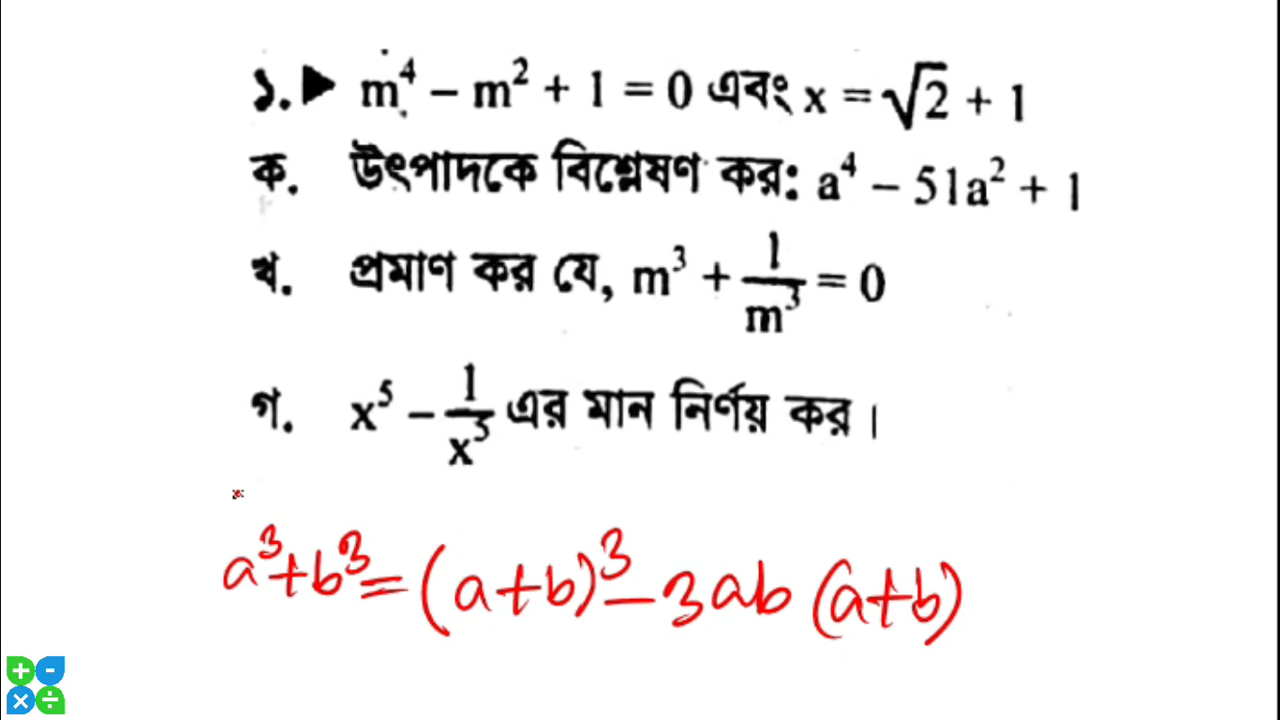 ১. ▶ m⁴ – m² + 1 = 0 এবং x = √2 + 1
ক. উৎপাদকে বিশ্লেষণ কর: a⁴ – 51a² + 1
খ. প্রমাণ কর যে, m³ + 1/m³ = 0
গ. x⁵ – 1/x⁵ এর মান নির্ণয় কর।
a³+b³= (a+b)³–3ab (a+b)
+ -
× ÷